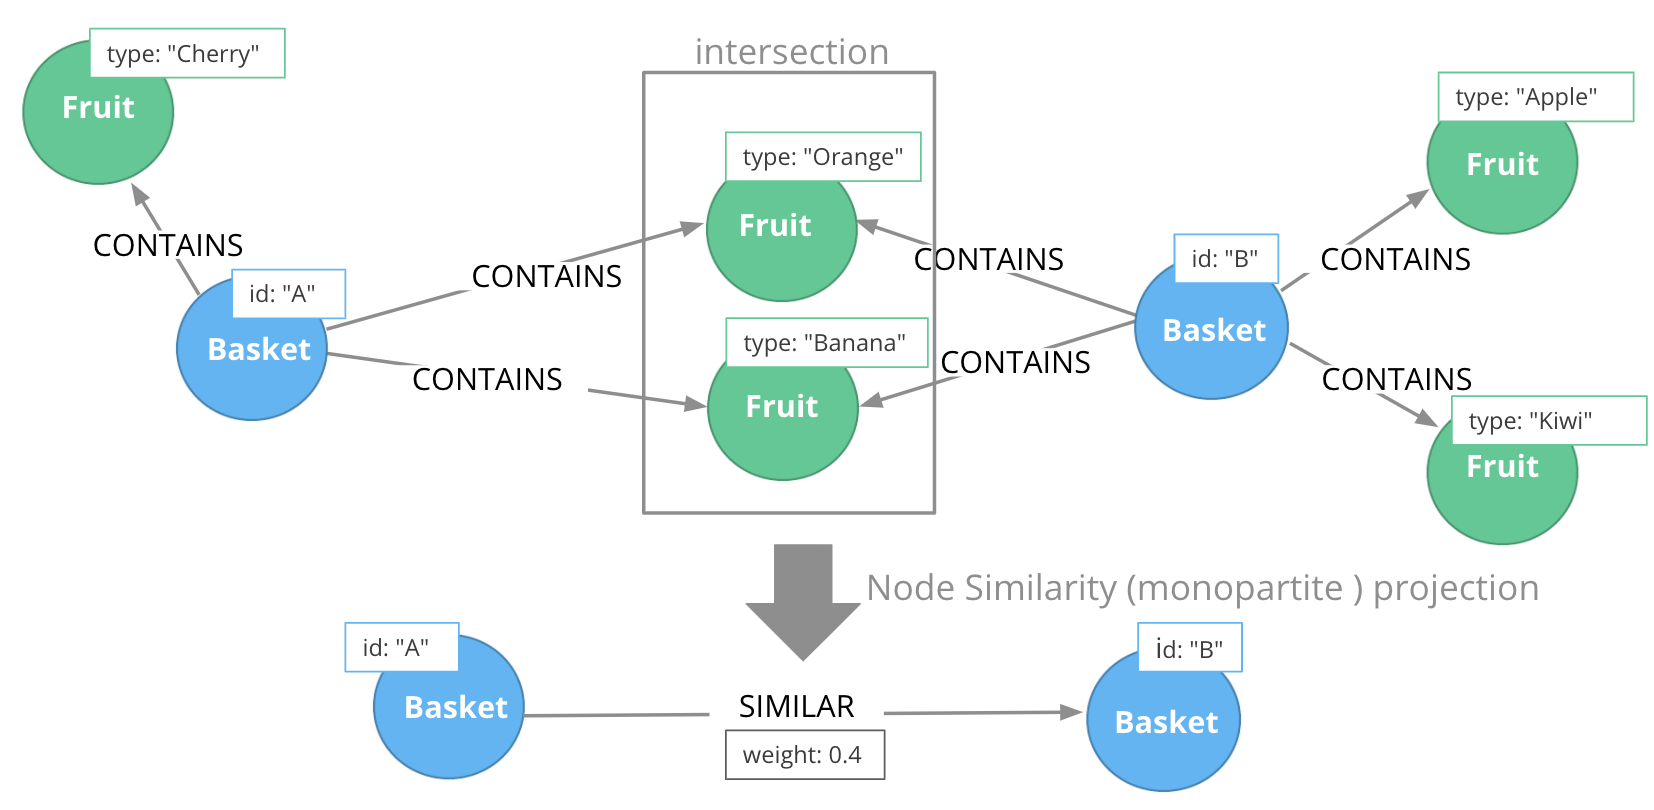 type: "Cherry"
Fruit
CONTAINS
id: "A"
Basket
CONTAINS
CONTAINS
intersection
type: "Orange"
Fruit
type: "Banana"
Fruit
CONTAINS
CONTAINS
id: "B"
Basket
type: "Apple"
Fruit
CONTAINS
CONTAINS
type: "Kiwi"
Fruit
Node Similarity (monopartite ) projection
id: "A"
Basket
SIMILAR
weight: 0.4
id: "B"
Basket